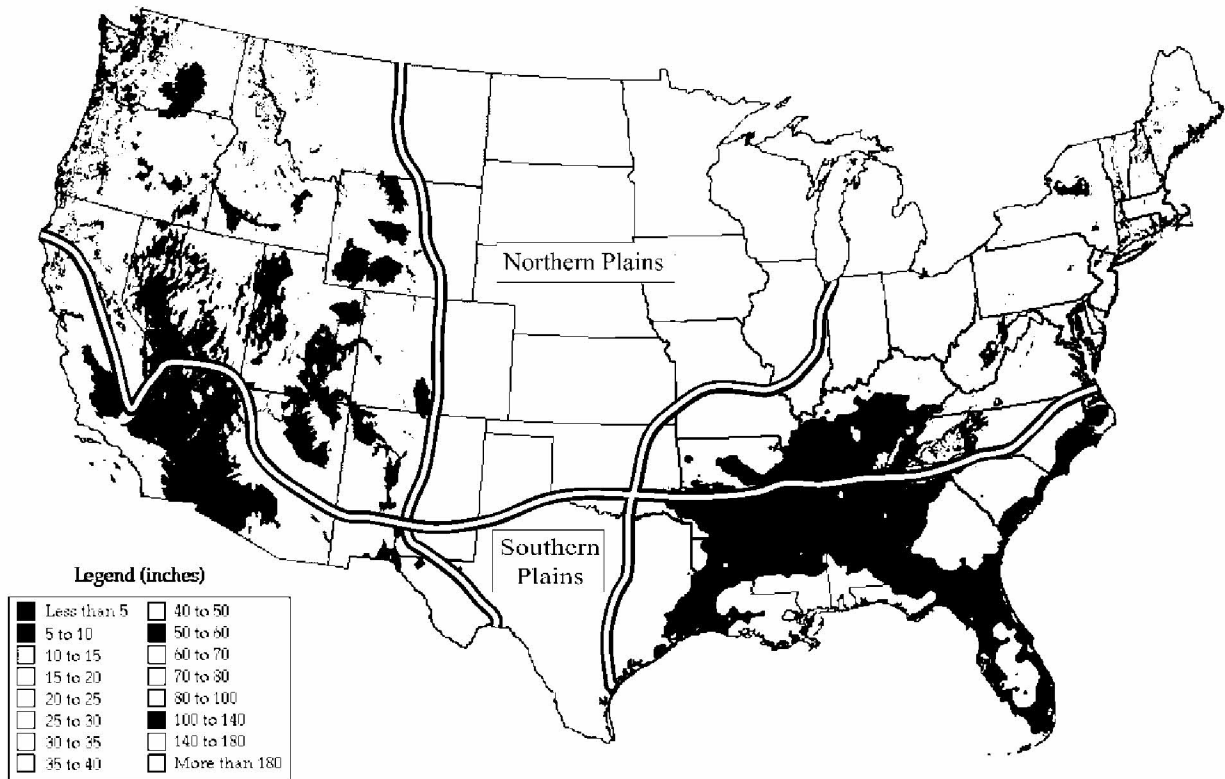 Northern Plains
Southern
Plains
Legend (inches)
Less than 5
5 to 10
10 to 15
15 to 20
20 to 25
25 to 30
30 to 35
35 to 40
40 to 50
50 to 60
60 to 70
70 to 80
80 to 100
100 to 140
140 to 180
More than 180